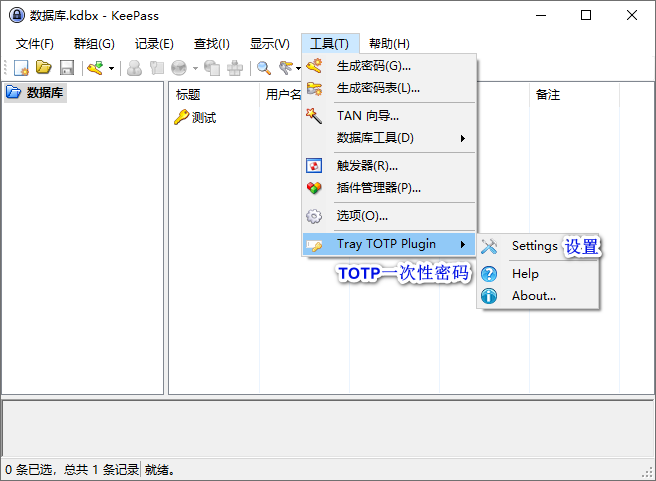 数据库.kdbx - KeePass
文件(F) 群组(G) 记录(E) 查找(I) 显示(V) 工具(T) 帮助(H)
数据库
标题 用户名 备注
测试
生成密码(G)...
生成密码表(L)...
TAN 向导...
数据库工具(D)
触发器(R)...
插件管理器(P)...
选项(O)...
Tray TOTP Plugin
Settings 设置
TOTP一次性密码
Help
About...
0 条已选，总共 1 条记录 就绪。